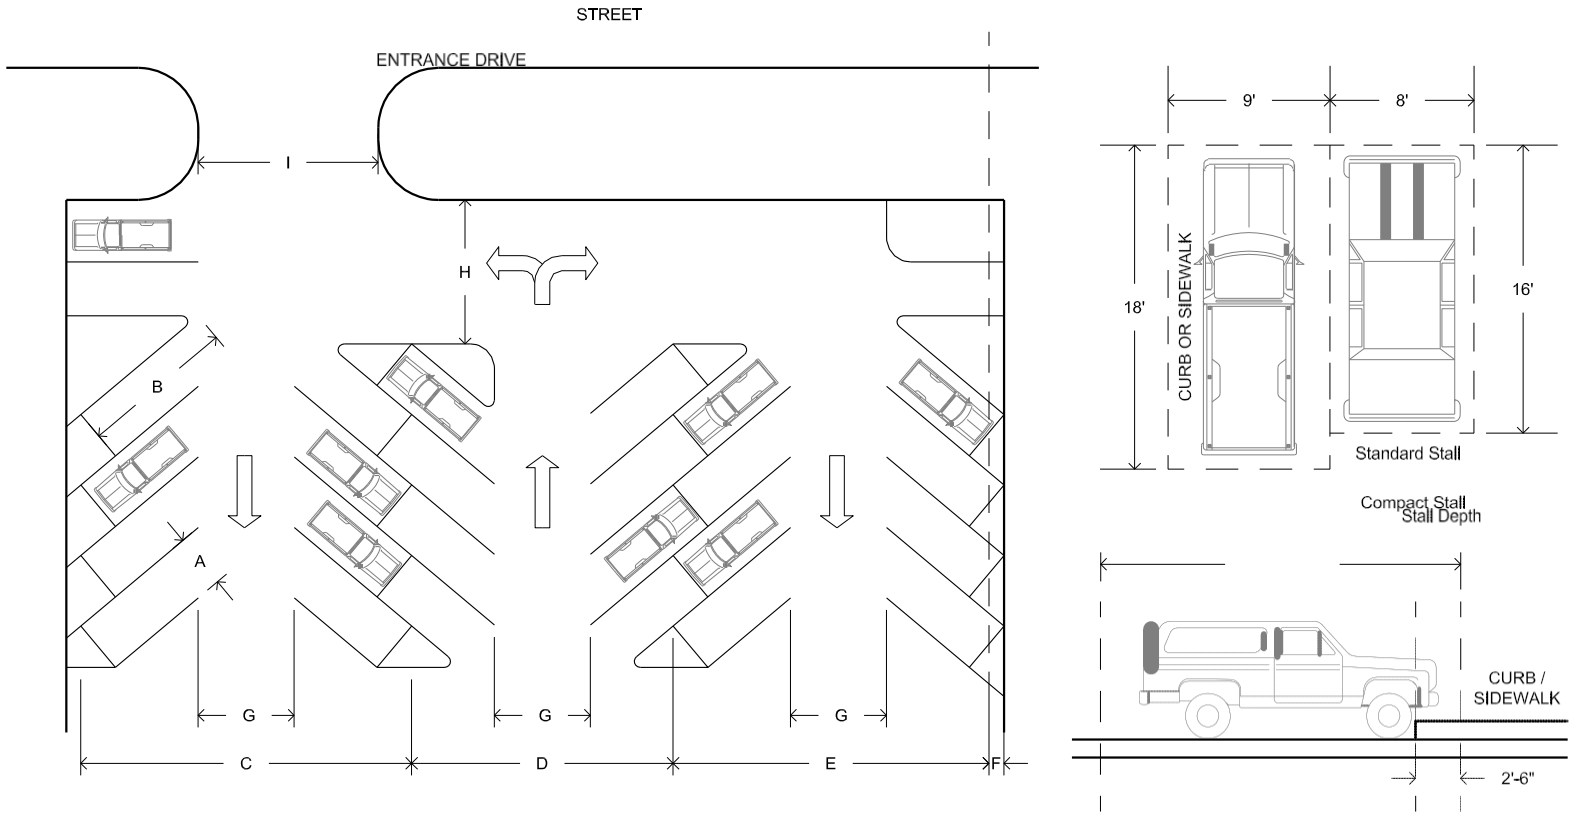 STREET
ENTRANCE DRIVE
I
H
B
A
G
G
G
C
D
E
F
9'
8'
CURB OR SIDEWALK
18'
16'
Standard Stall
Compact Stall
Stall Depth
CURB /
SIDEWALK
2'-6"